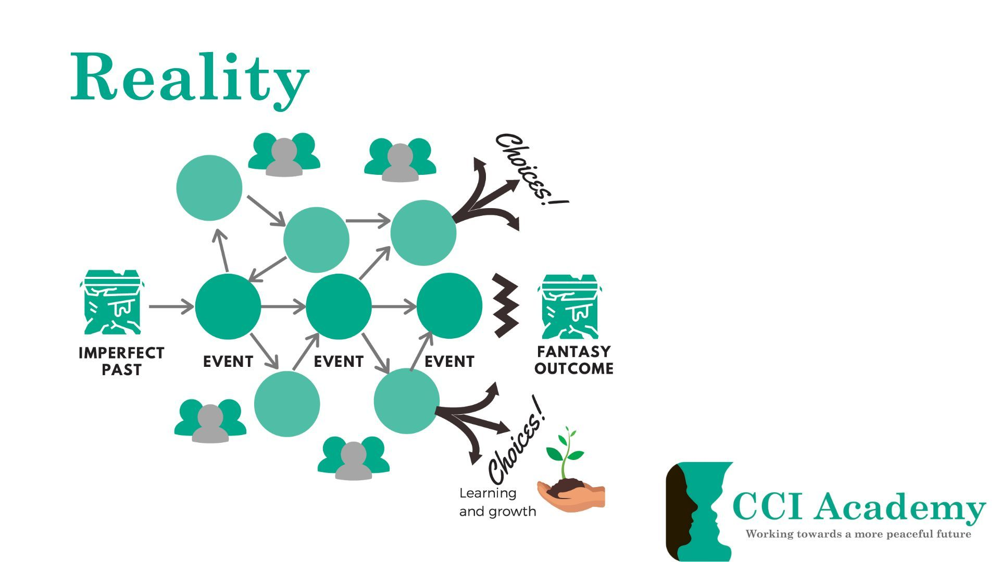 Reality
Choices!
IMPERFECT
PAST
EVENT
EVENT
EVENT
FANTASY
OUTCOME
Choices!
Learning
and growth
CCI Academy
Working towards a more peaceful future